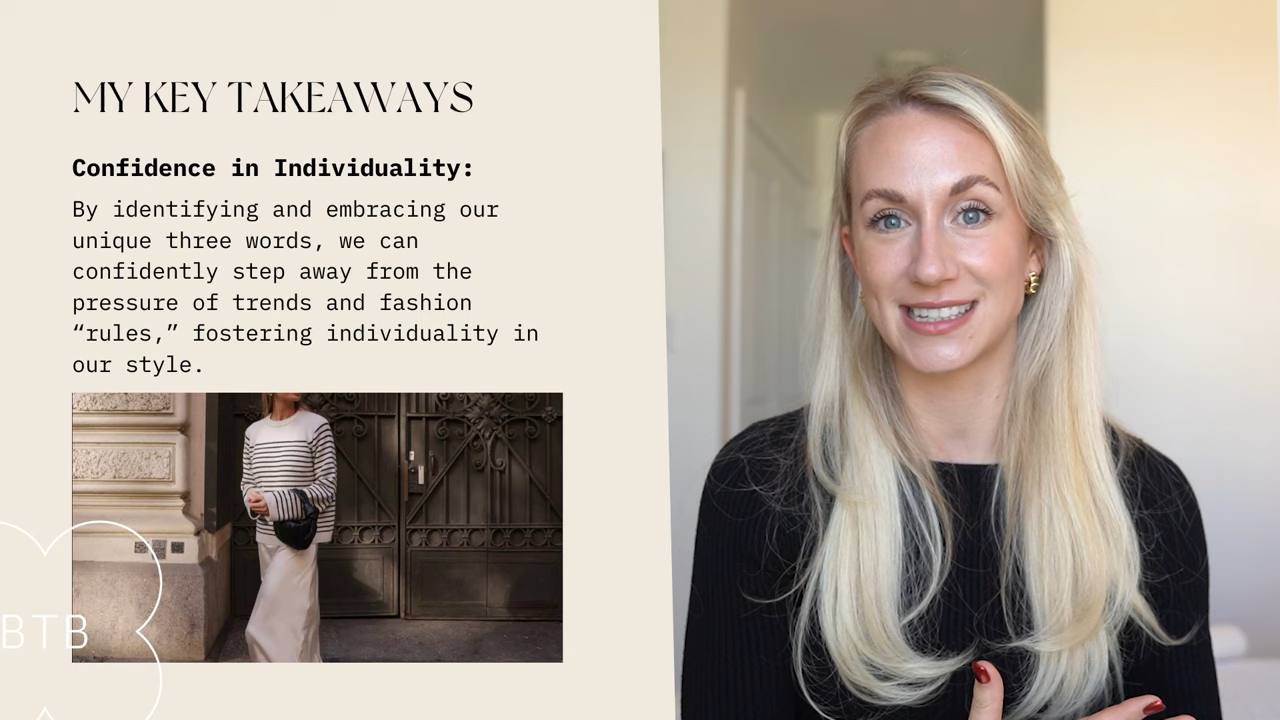 MY KEY TAKEAWAYS
Confidence in Individuality:
By identifying and embracing our
unique three words, we can
confidently step away from the
pressure of trends and fashion
“rules,” fostering individuality in
our style.
BTB